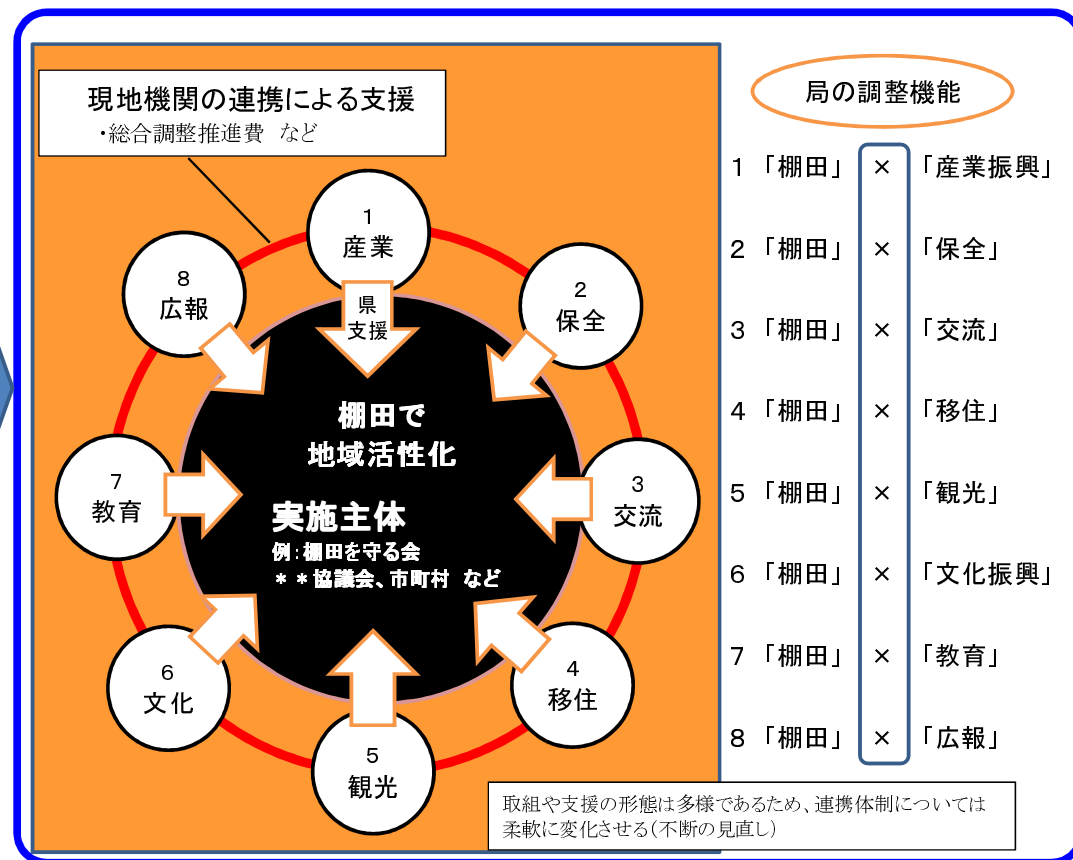 現地機関の連携による支援
・総合調整推進費 など
1
産業
2
保全
3
交流
4
移住
5
観光
6
文化
7
教育
8
広報
県
支援
棚田で
地域活性化
実施主体
例:棚田を守る会
**協議会、市町村 など
局の調整機能
1 「棚田」 × 「産業振興」
2 「棚田」 × 「保全」
3 「棚田」 × 「交流」
4 「棚田」 × 「移住」
5 「棚田」 × 「観光」
6 「棚田」 × 「文化振興」
7 「棚田」 × 「教育」
8 「棚田」 × 「広報」
取組や支援の形態は多様であるため、連携体制については
柔軟に変化させる(不断の見直し)